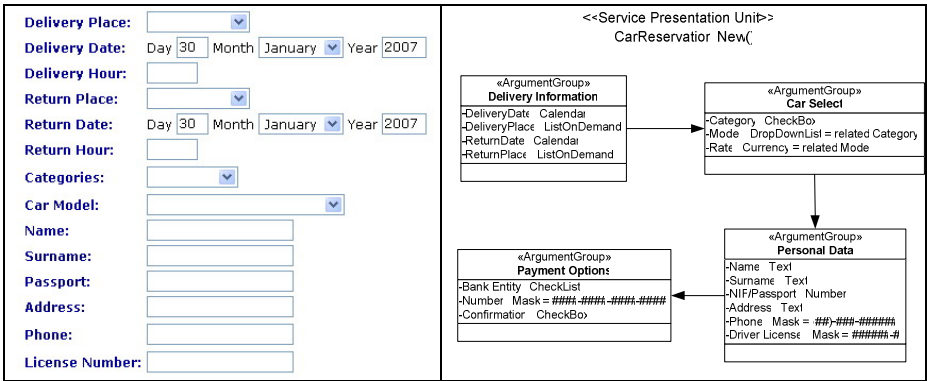 Delivery Place:
Delivery Date: Day 30 Month January Year 2007
Delivery Hour:
Return Place:
Return Date: Day 30 Month January Year 2007
Return Hour:
Categories:
Car Model:
Name:
Surname:
Passport:
Address:
Phone:
License Number:
<<Service Presentation Unit>>
CarReservation New(
«ArgumentGroup»
Delivery Information
-DeliveryDate Calendar
-DeliveryPlace ListOnDemand
-ReturnDate Calendar
-ReturnPlace ListOnDemand
«ArgumentGroup»
Car Select
-Category CheckBox
-Mode DropDownList = related Category
-Rate Currency = related Mode
«ArgumentGroup»
Personal Data
-Name Text
-Surname Text
-NIF/Passport Number
-Address Text
-Phone Mask = (##)-###-######
-Driver License Mask = ######-#
«ArgumentGroup»
Payment Options
-Bank Entity CheckList
-Number Mask = ####-####-####-####
-Confirmation CheckBox